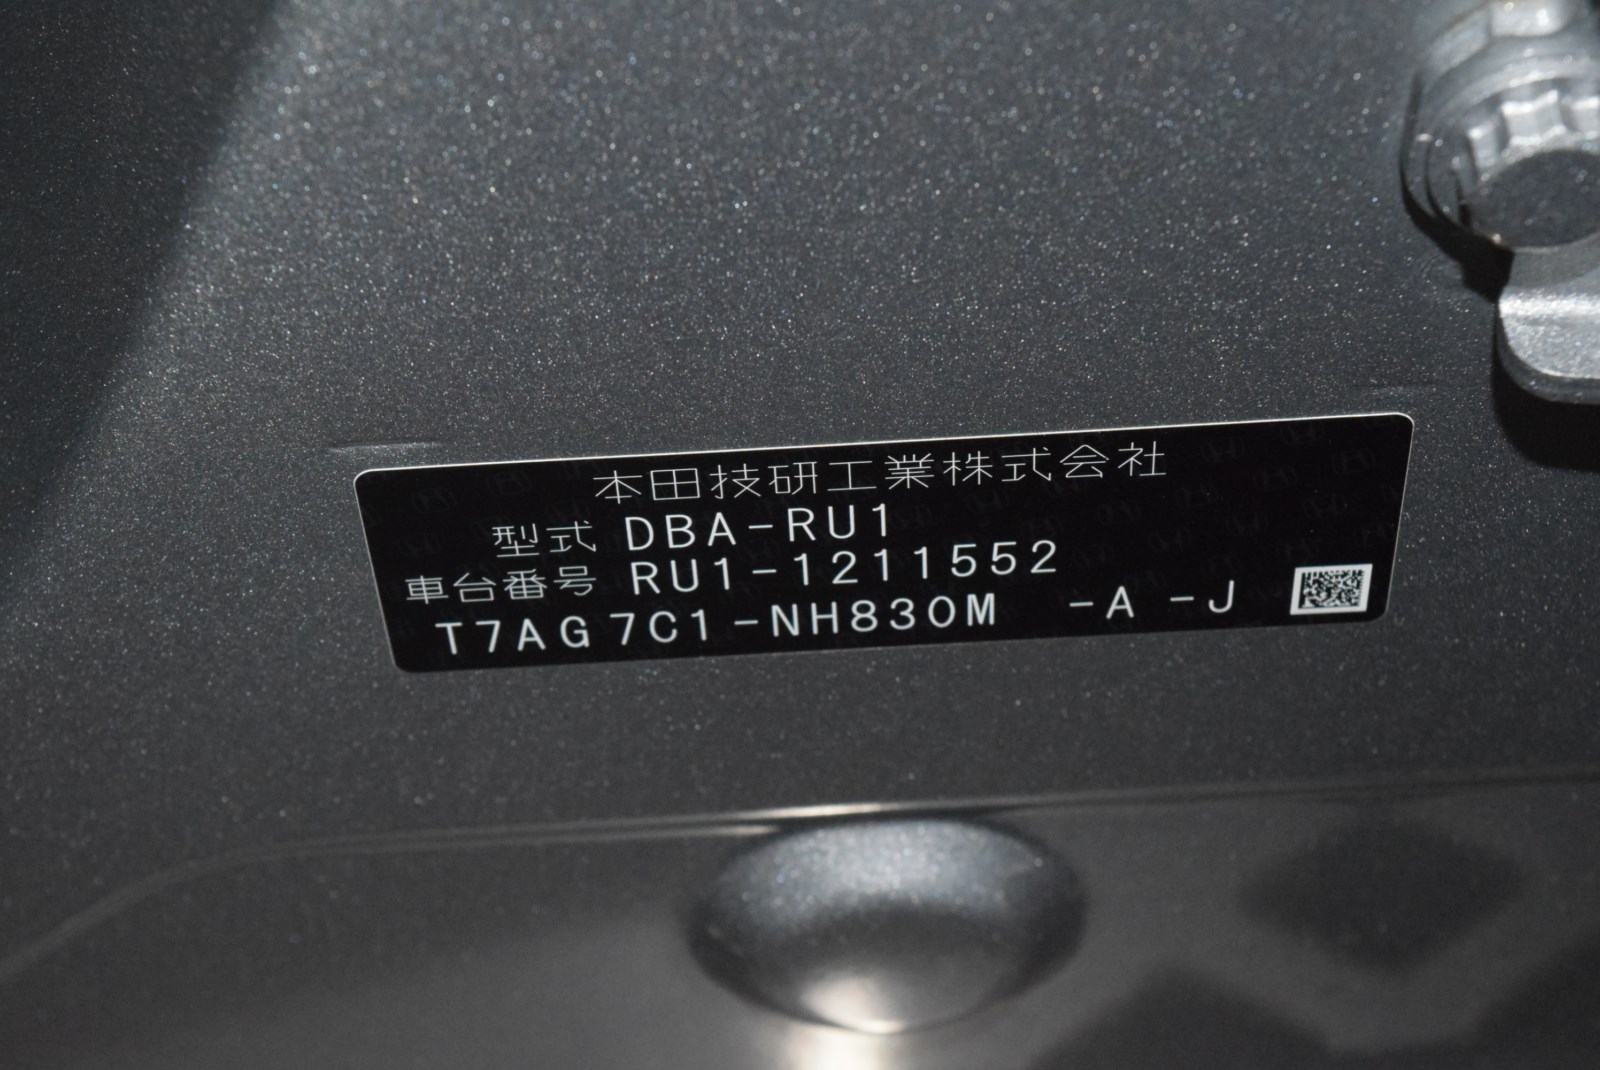 本田技研工業株式会社
型式 DBA-RU1
車台番号 RU1-1211552
T7AG7C1-NH830M -A -J